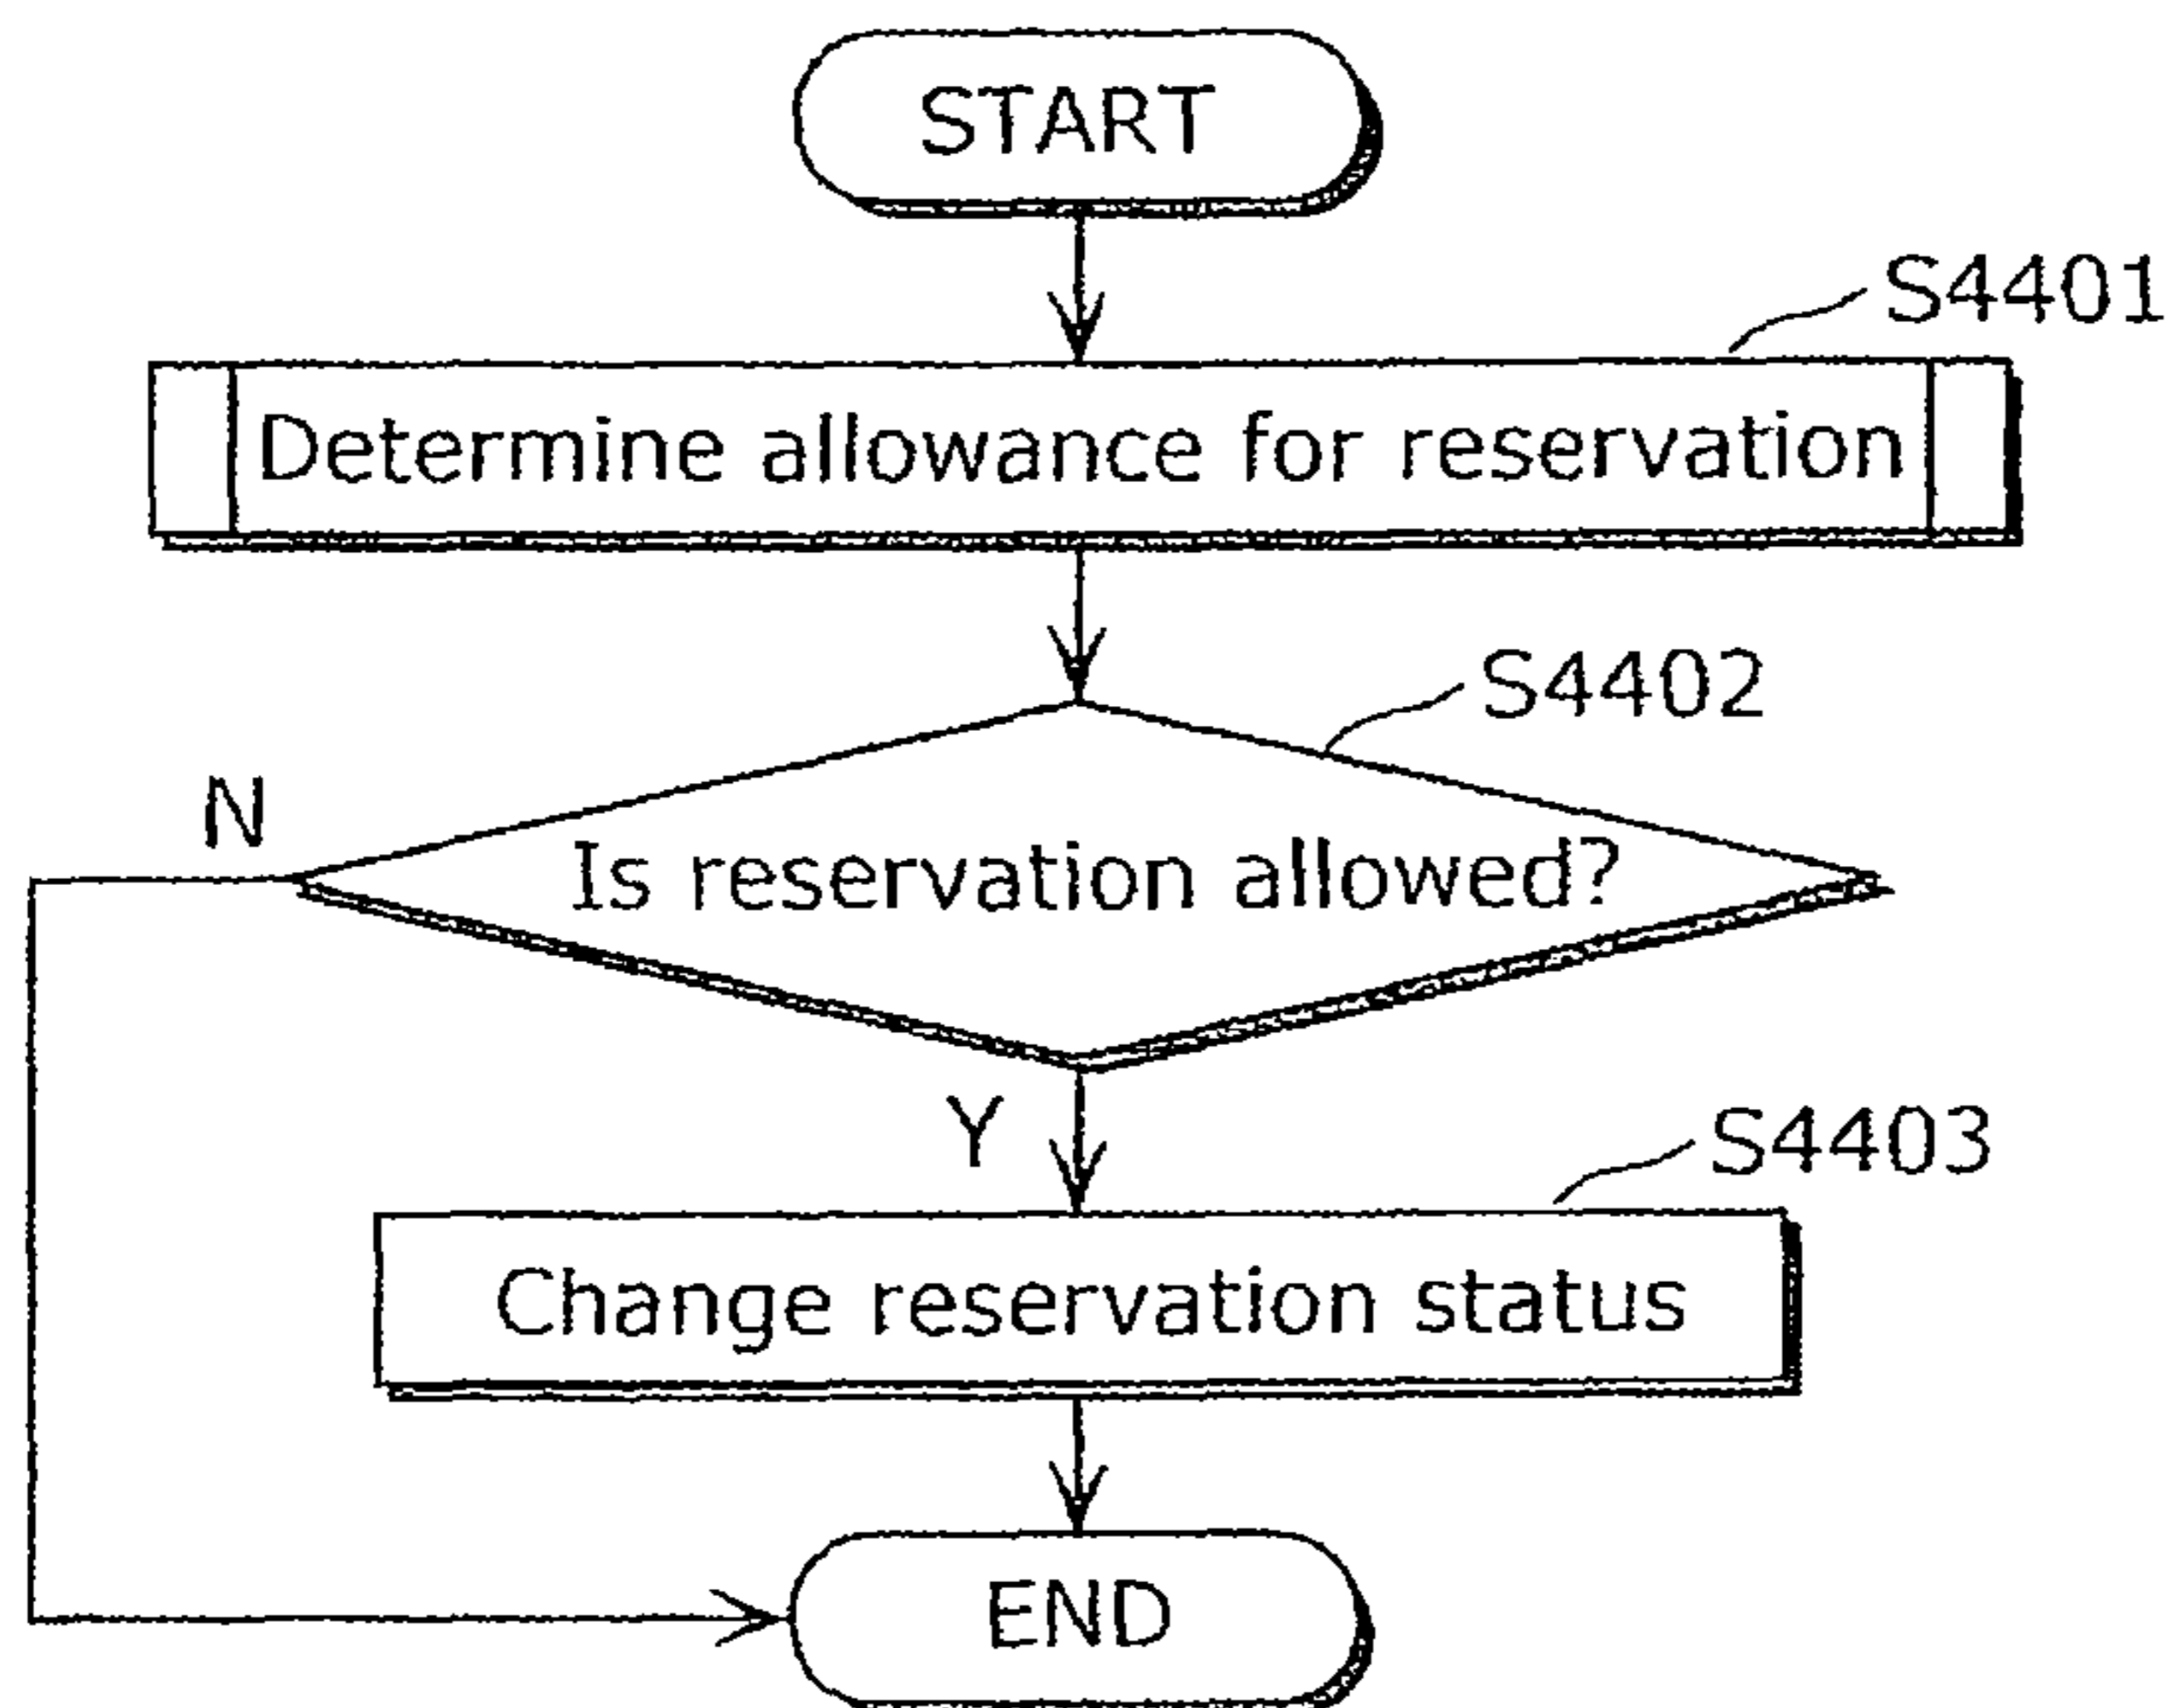 START
S4401
Determine allowance for reservation
S4402
N
Is reservation allowed?
Y
S4403
Change reservation status
END